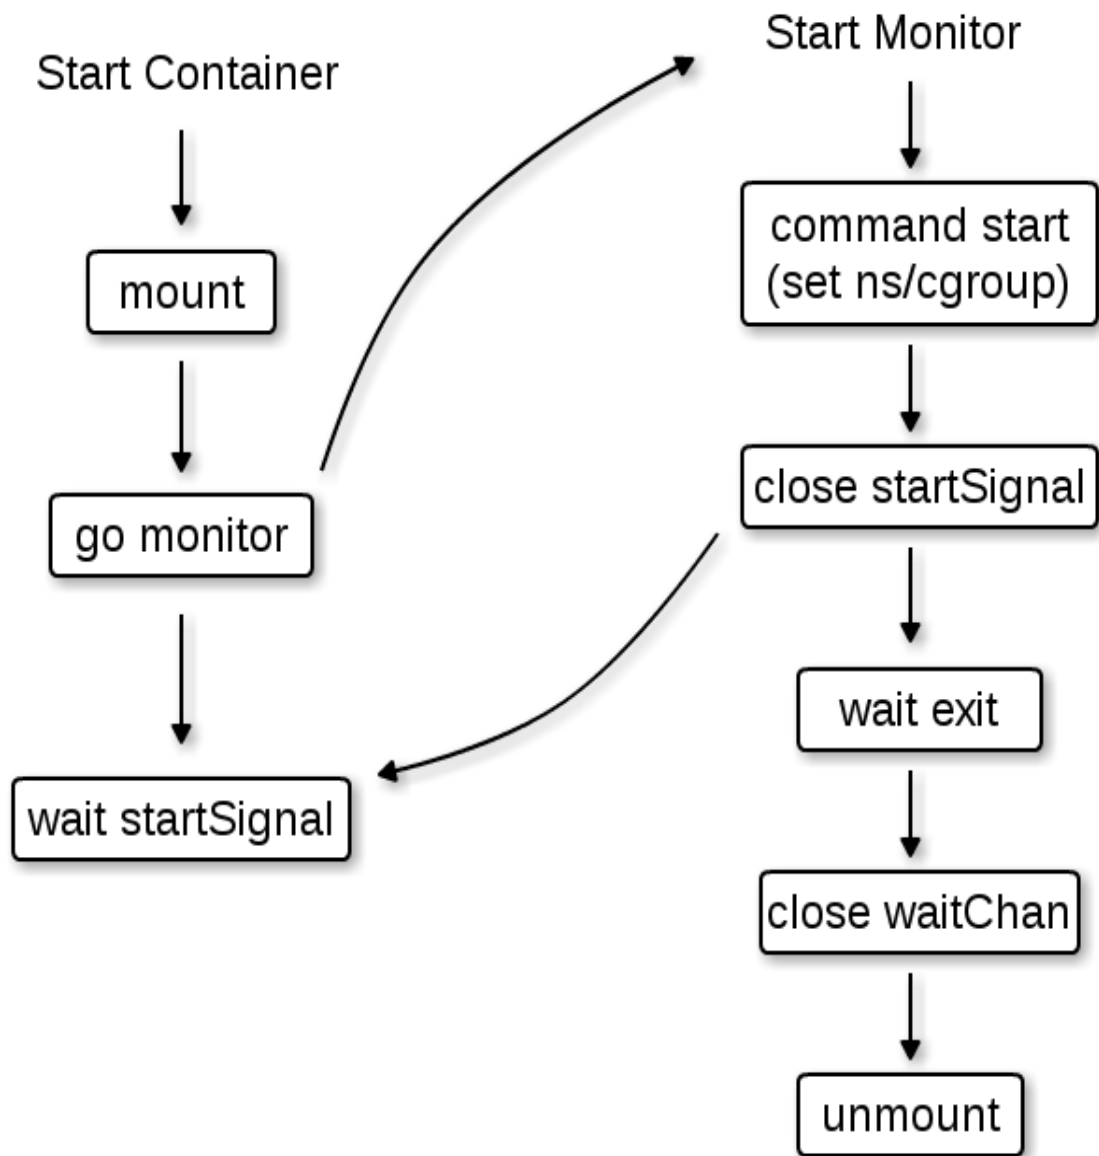 Start Container
mount
go monitor
wait startSignal
Start Monitor
command start
(set ns/cgroup)
close startSignal
wait exit
close waitChan
unmount